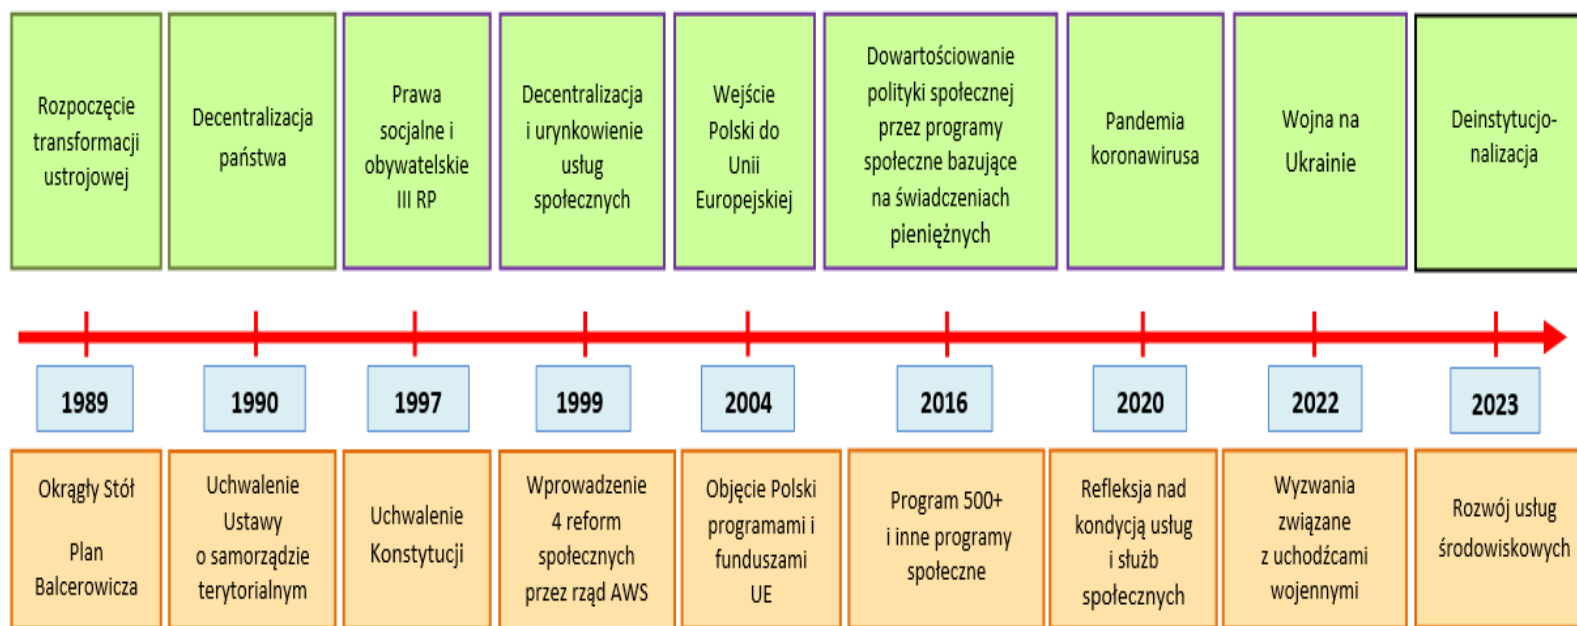 Rozpoczęcie
transformacji
ustrojowej
Decentralizacja
państwa
Prawa
socjalne i
obywatelskie
III RP
Decentralizacja
i urynkowienie
usług
społecznych
Wejście
Polski do
Unii
Europejskiej
Dowartościowanie
polityki społecznej
przez programy
społeczne bazujące
na świadczeniach
pieniężnych
Pandemia
koronawirusa
Wojna na
Ukrainie
Deinstytucjo-
nalizacja
1989
1990
1997
1999
2004
2016
2020
2022
2023
Okrągły Stół
Plan
Balcerowicza
Uchwalenie
Ustawy
o samorządzie
terytorialnym
Uchwalenie
Konstytucji
Wprowadzenie
4 reform
społecznych
przez rząd AWS
Objęcie Polski
programami i
funduszami
UE
Program 500+
i inne programy
społeczne
Refleksja nad
kondycją usług
i służb
społecznych
Wyzwania
związane
z uchodźcami
wojennymi
Rozwój usług
środowiskowych